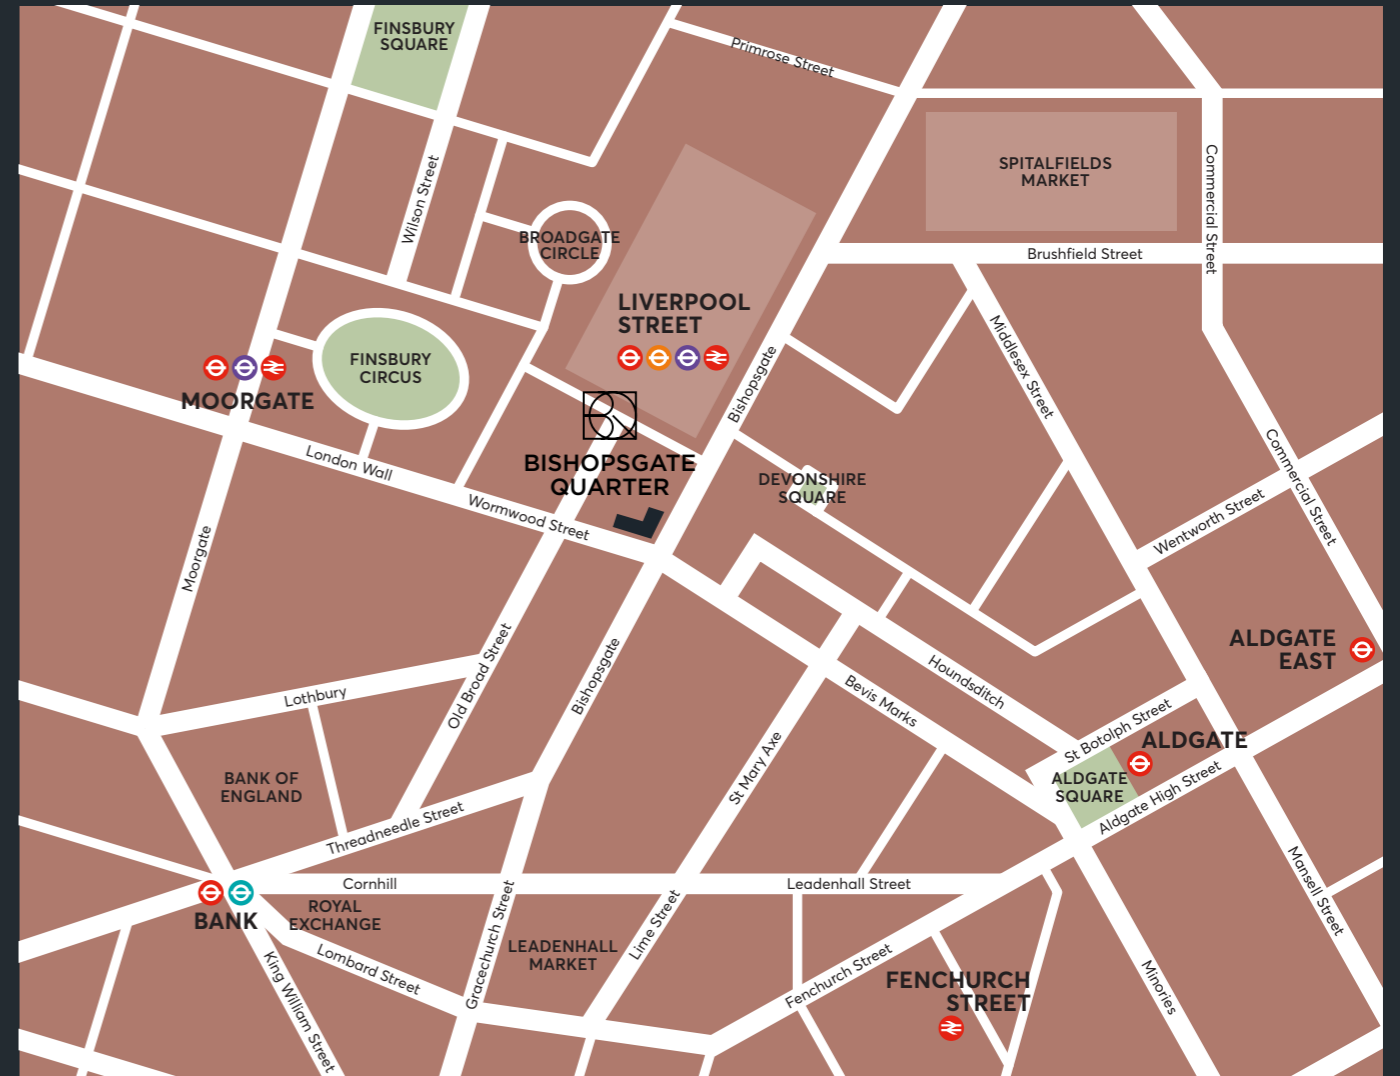 FINSBURY
SQUARE
Primrose Street
Wilson Street
SPITALFIELDS
MARKET
Commercial Street
BROADGATE
CIRCLE
Brushfield Street
LIVERPOOL
STREET
Middlesex Street
FINSBURY
CIRCUS
MOORGATE
Bishopsgate
London Wall
BISHOPSGATE
QUARTER
DEVONSHIRE
SQUARE
Commercial Street
Wormwood Street
Wentworth Street
Moorgate
ALDGATE
EAST
Old Broad Street
Bishopsgate
Houndsditch
Bevis Marks
Lothbury
St Botolph Street
ALDGATE
St Mary Axe
BANK OF
ENGLAND
ALDGATE
SQUARE
Aldgate High Street
Threadneedle Street
Cornhill
Leadenhall Street
Mansell Street
BANK
ROYAL
EXCHANGE
Gracechurch Street
Lime Street
LEADENHALL
MARKET
Lombard Street
King William Street
Fenchurch Street
FENCHURCH
STREET
Minories